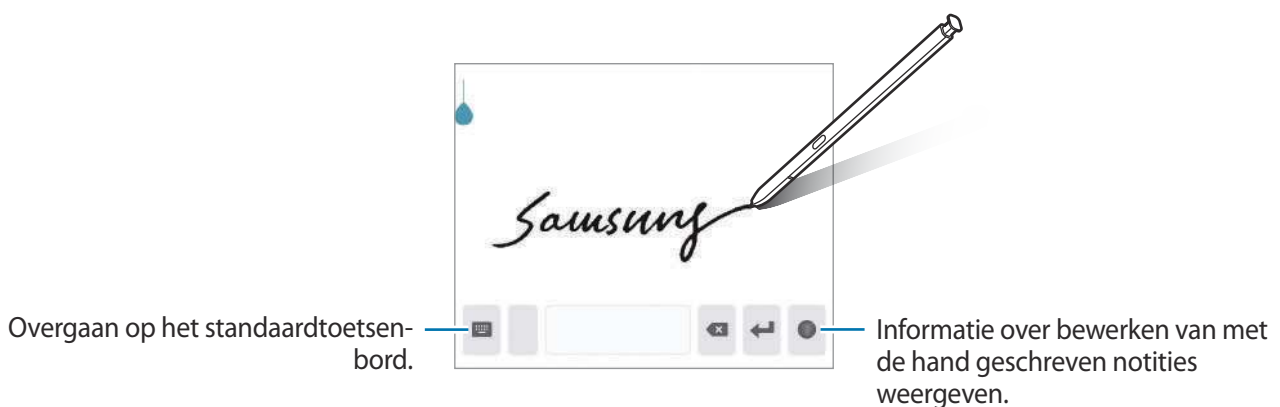 Samsung
Overgaan op het standaardtoetsen-
bord.
Informatie over bewerken van met
de hand geschreven notities
weergeven.